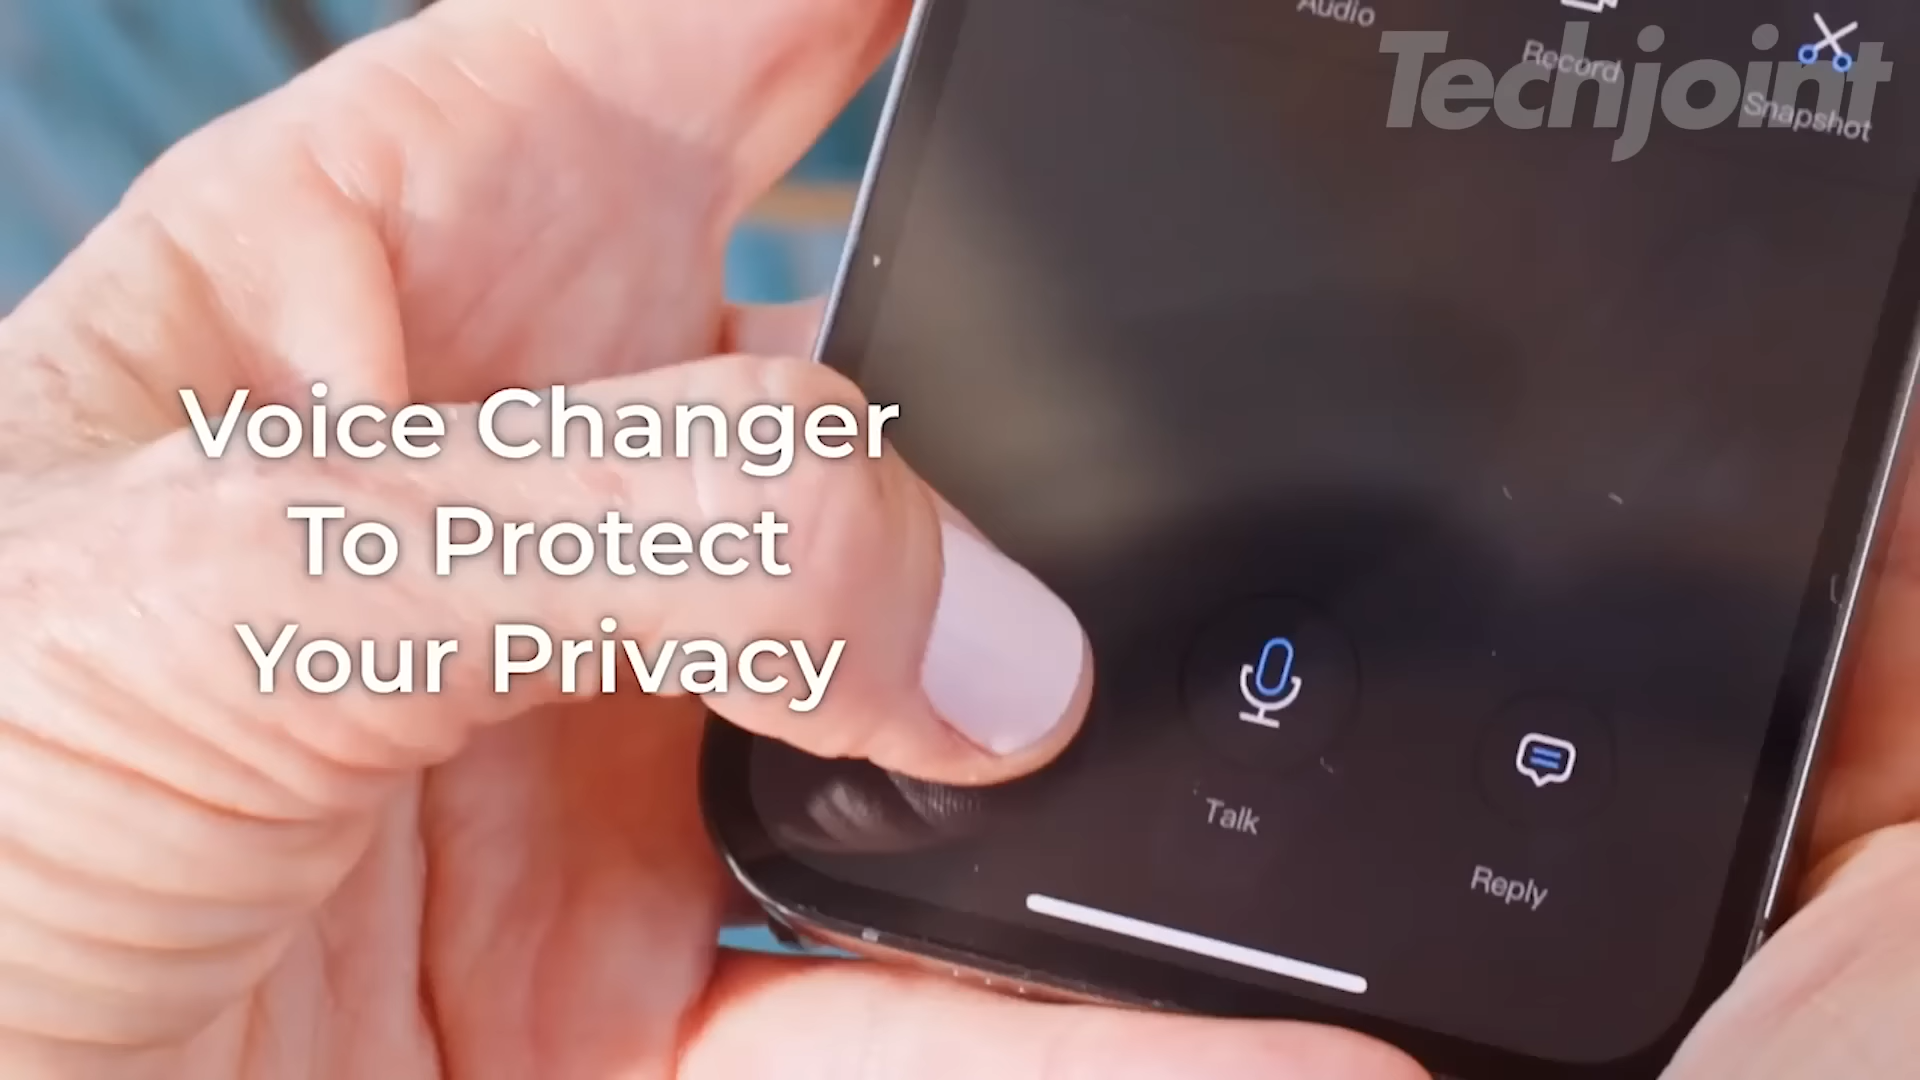 Audio
Record
Snapshot
Techjoint
Voice Changer
To Protect
Your Privacy
Talk
Reply